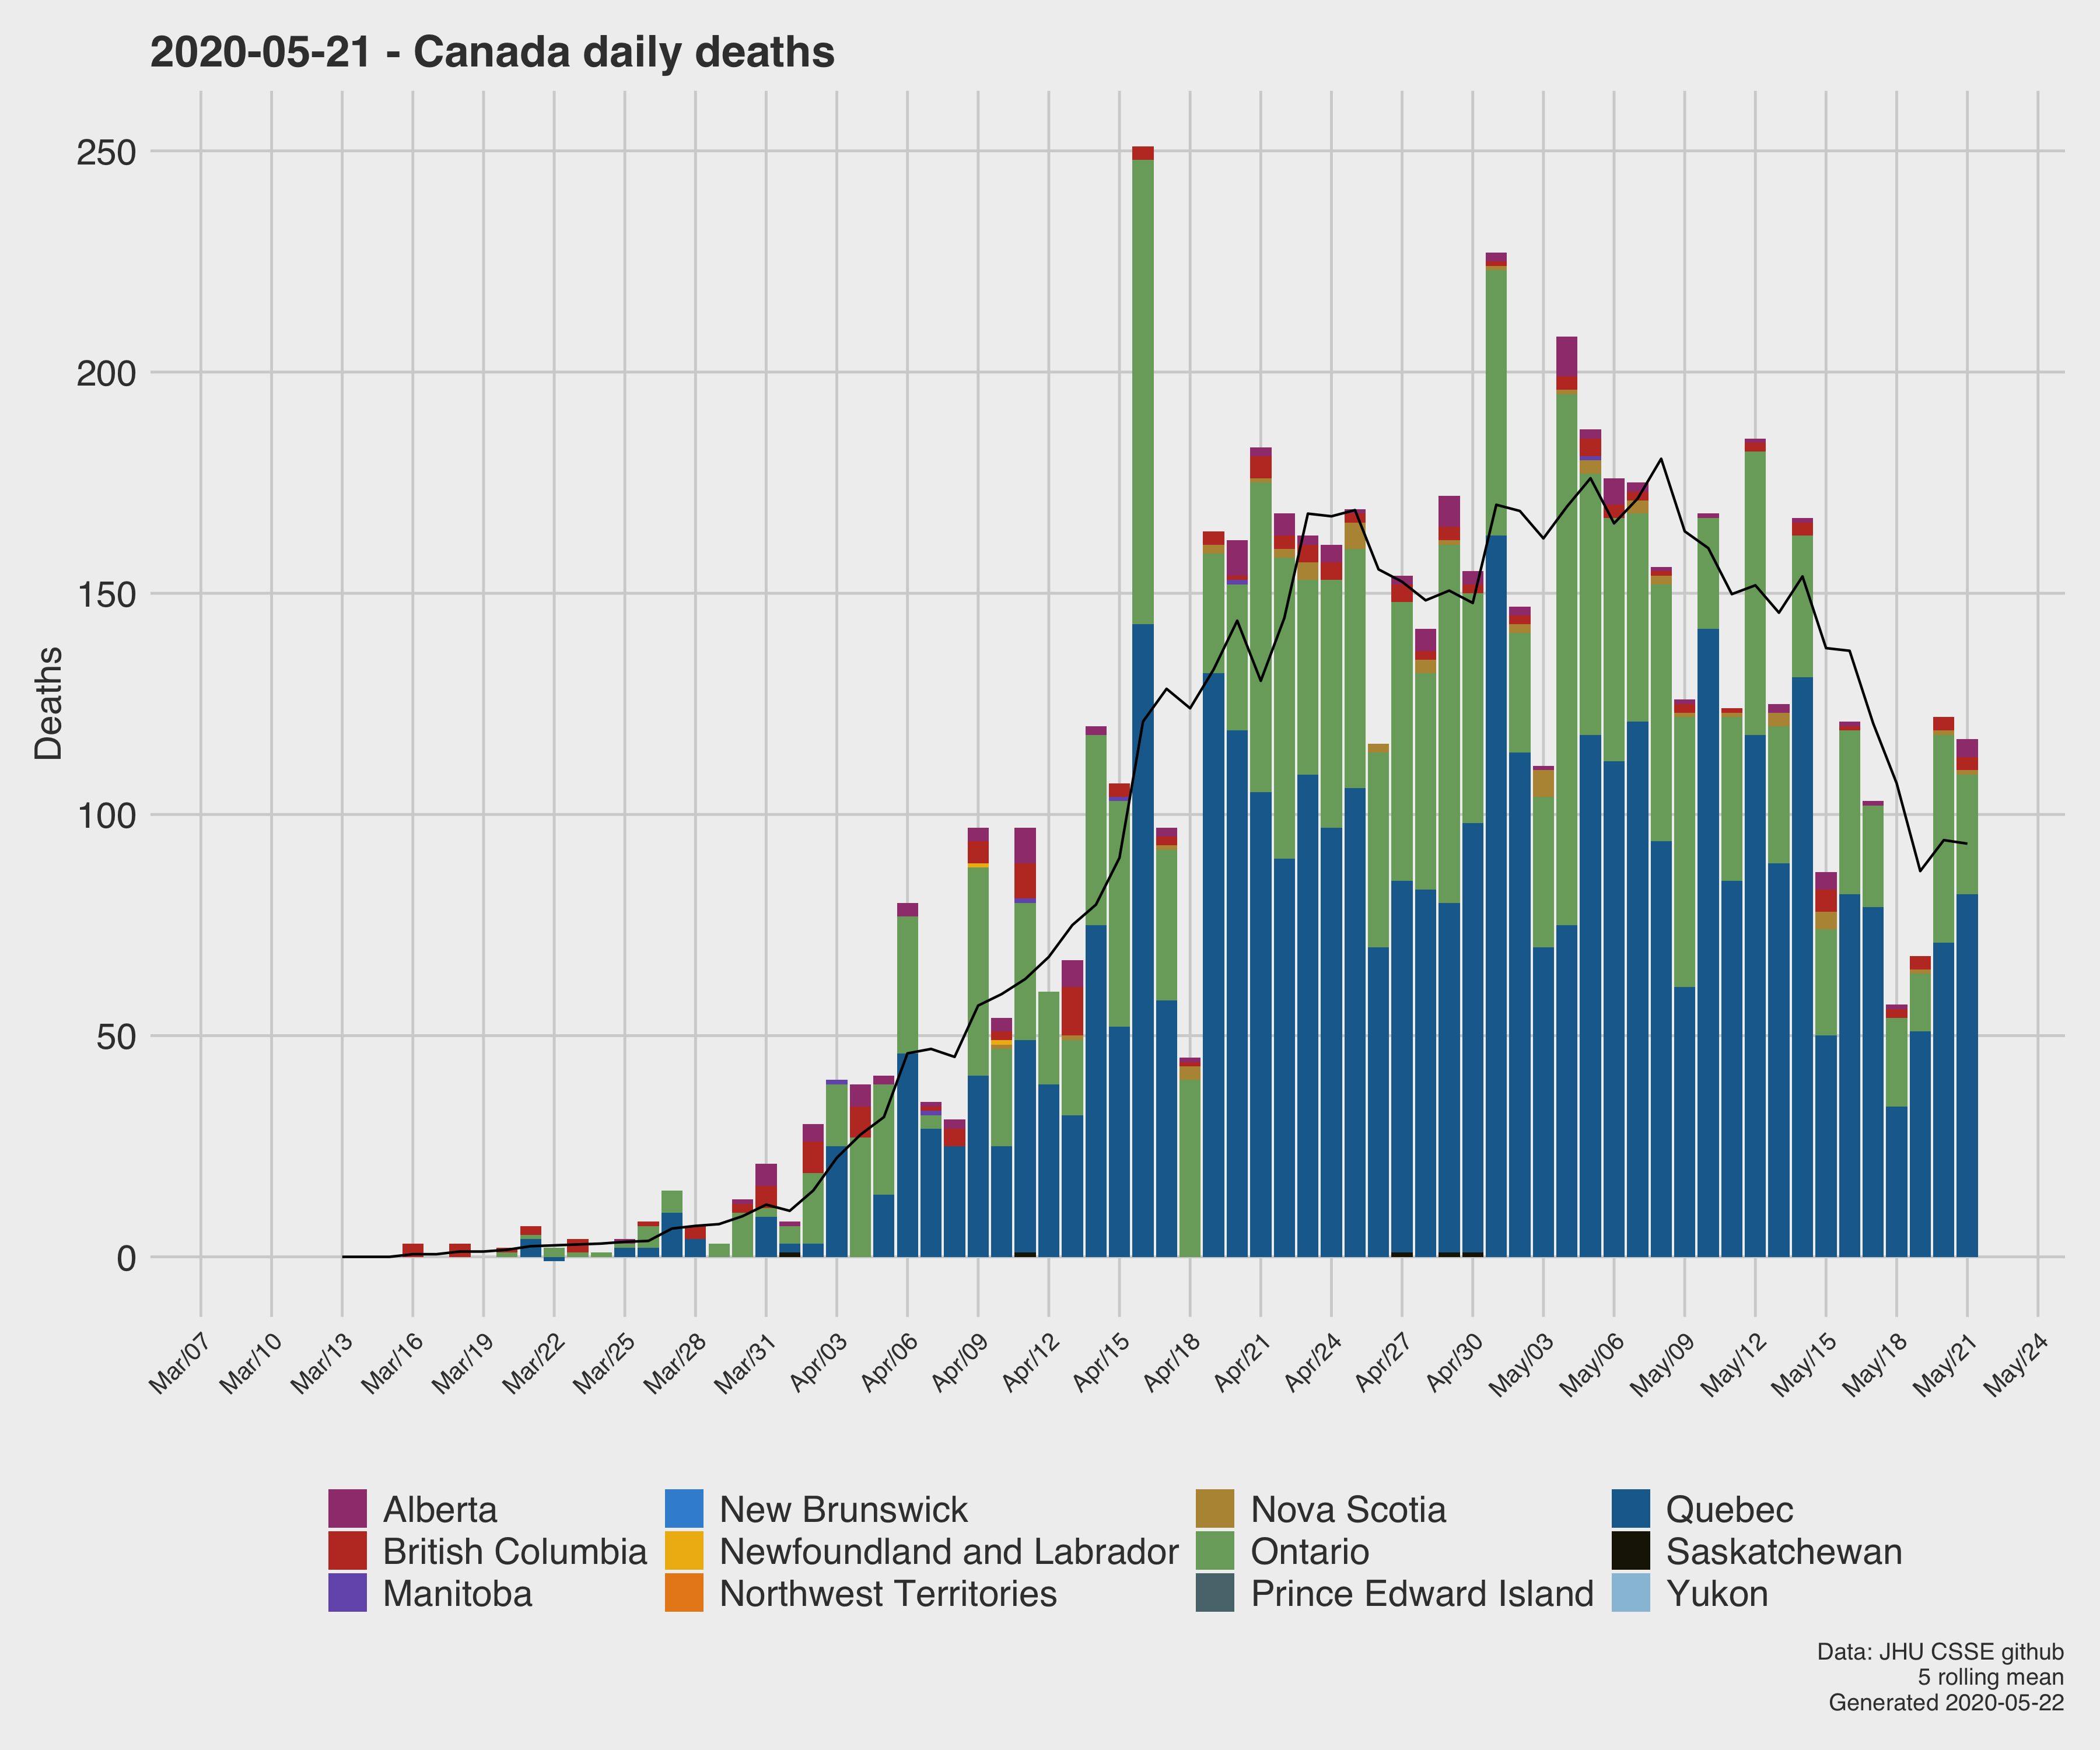 2020-05-21 - Canada daily deaths
250
200
150
100
50
0
Deaths
Mar/07 Mar/10 Mar/13 Mar/16 Mar/19 Mar/22 Mar/25 Mar/28 Mar/31 Apr/03 Apr/06 Apr/09 Apr/12 Apr/15 Apr/18 Apr/21 Apr/24 Apr/27 Apr/30 May/03 May/06 May/09 May/12 May/15 May/18 May/21 May/24
Alberta New Brunswick Nova Scotia Quebec
British Columbia Newfoundland and Labrador Ontario Saskatchewan
Manitoba Northwest Territories Prince Edward Island Yukon
Data: JHU CSSE github
5 rolling mean
Generated 2020-05-22